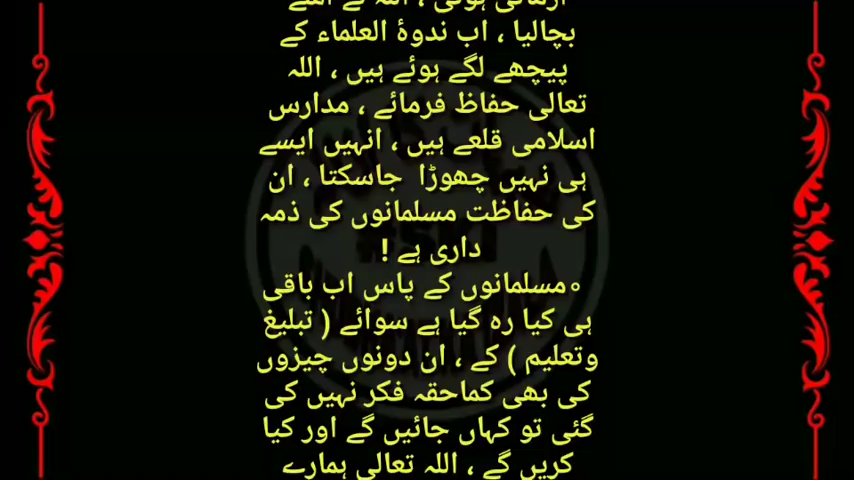 بچالیا ، اب ندوۃ العلماء کے
پیچھے لگے ہوئے ہیں ، اللہ
تعالی حفاظ فرمائے ، مدارس
اسلامی قلعے ہیں ، انہیں ایسے
ہی نہیں چھوڑا جاسکتا ، ان
کی حفاظت مسلمانوں کی ذمہ
داری ہے !
°مسلمانوں کے پاس اب باقی
ہی کیا رہ گیا ہے سوائے ( تبلیغ
وتعلیم ) کے ، ان دونوں چیزوں
کی بھی کماحقہ فکر نہیں کی
گئی تو کہاں جائیں گے اور کیا
کریں گے ، اللہ تعالی ہمارے